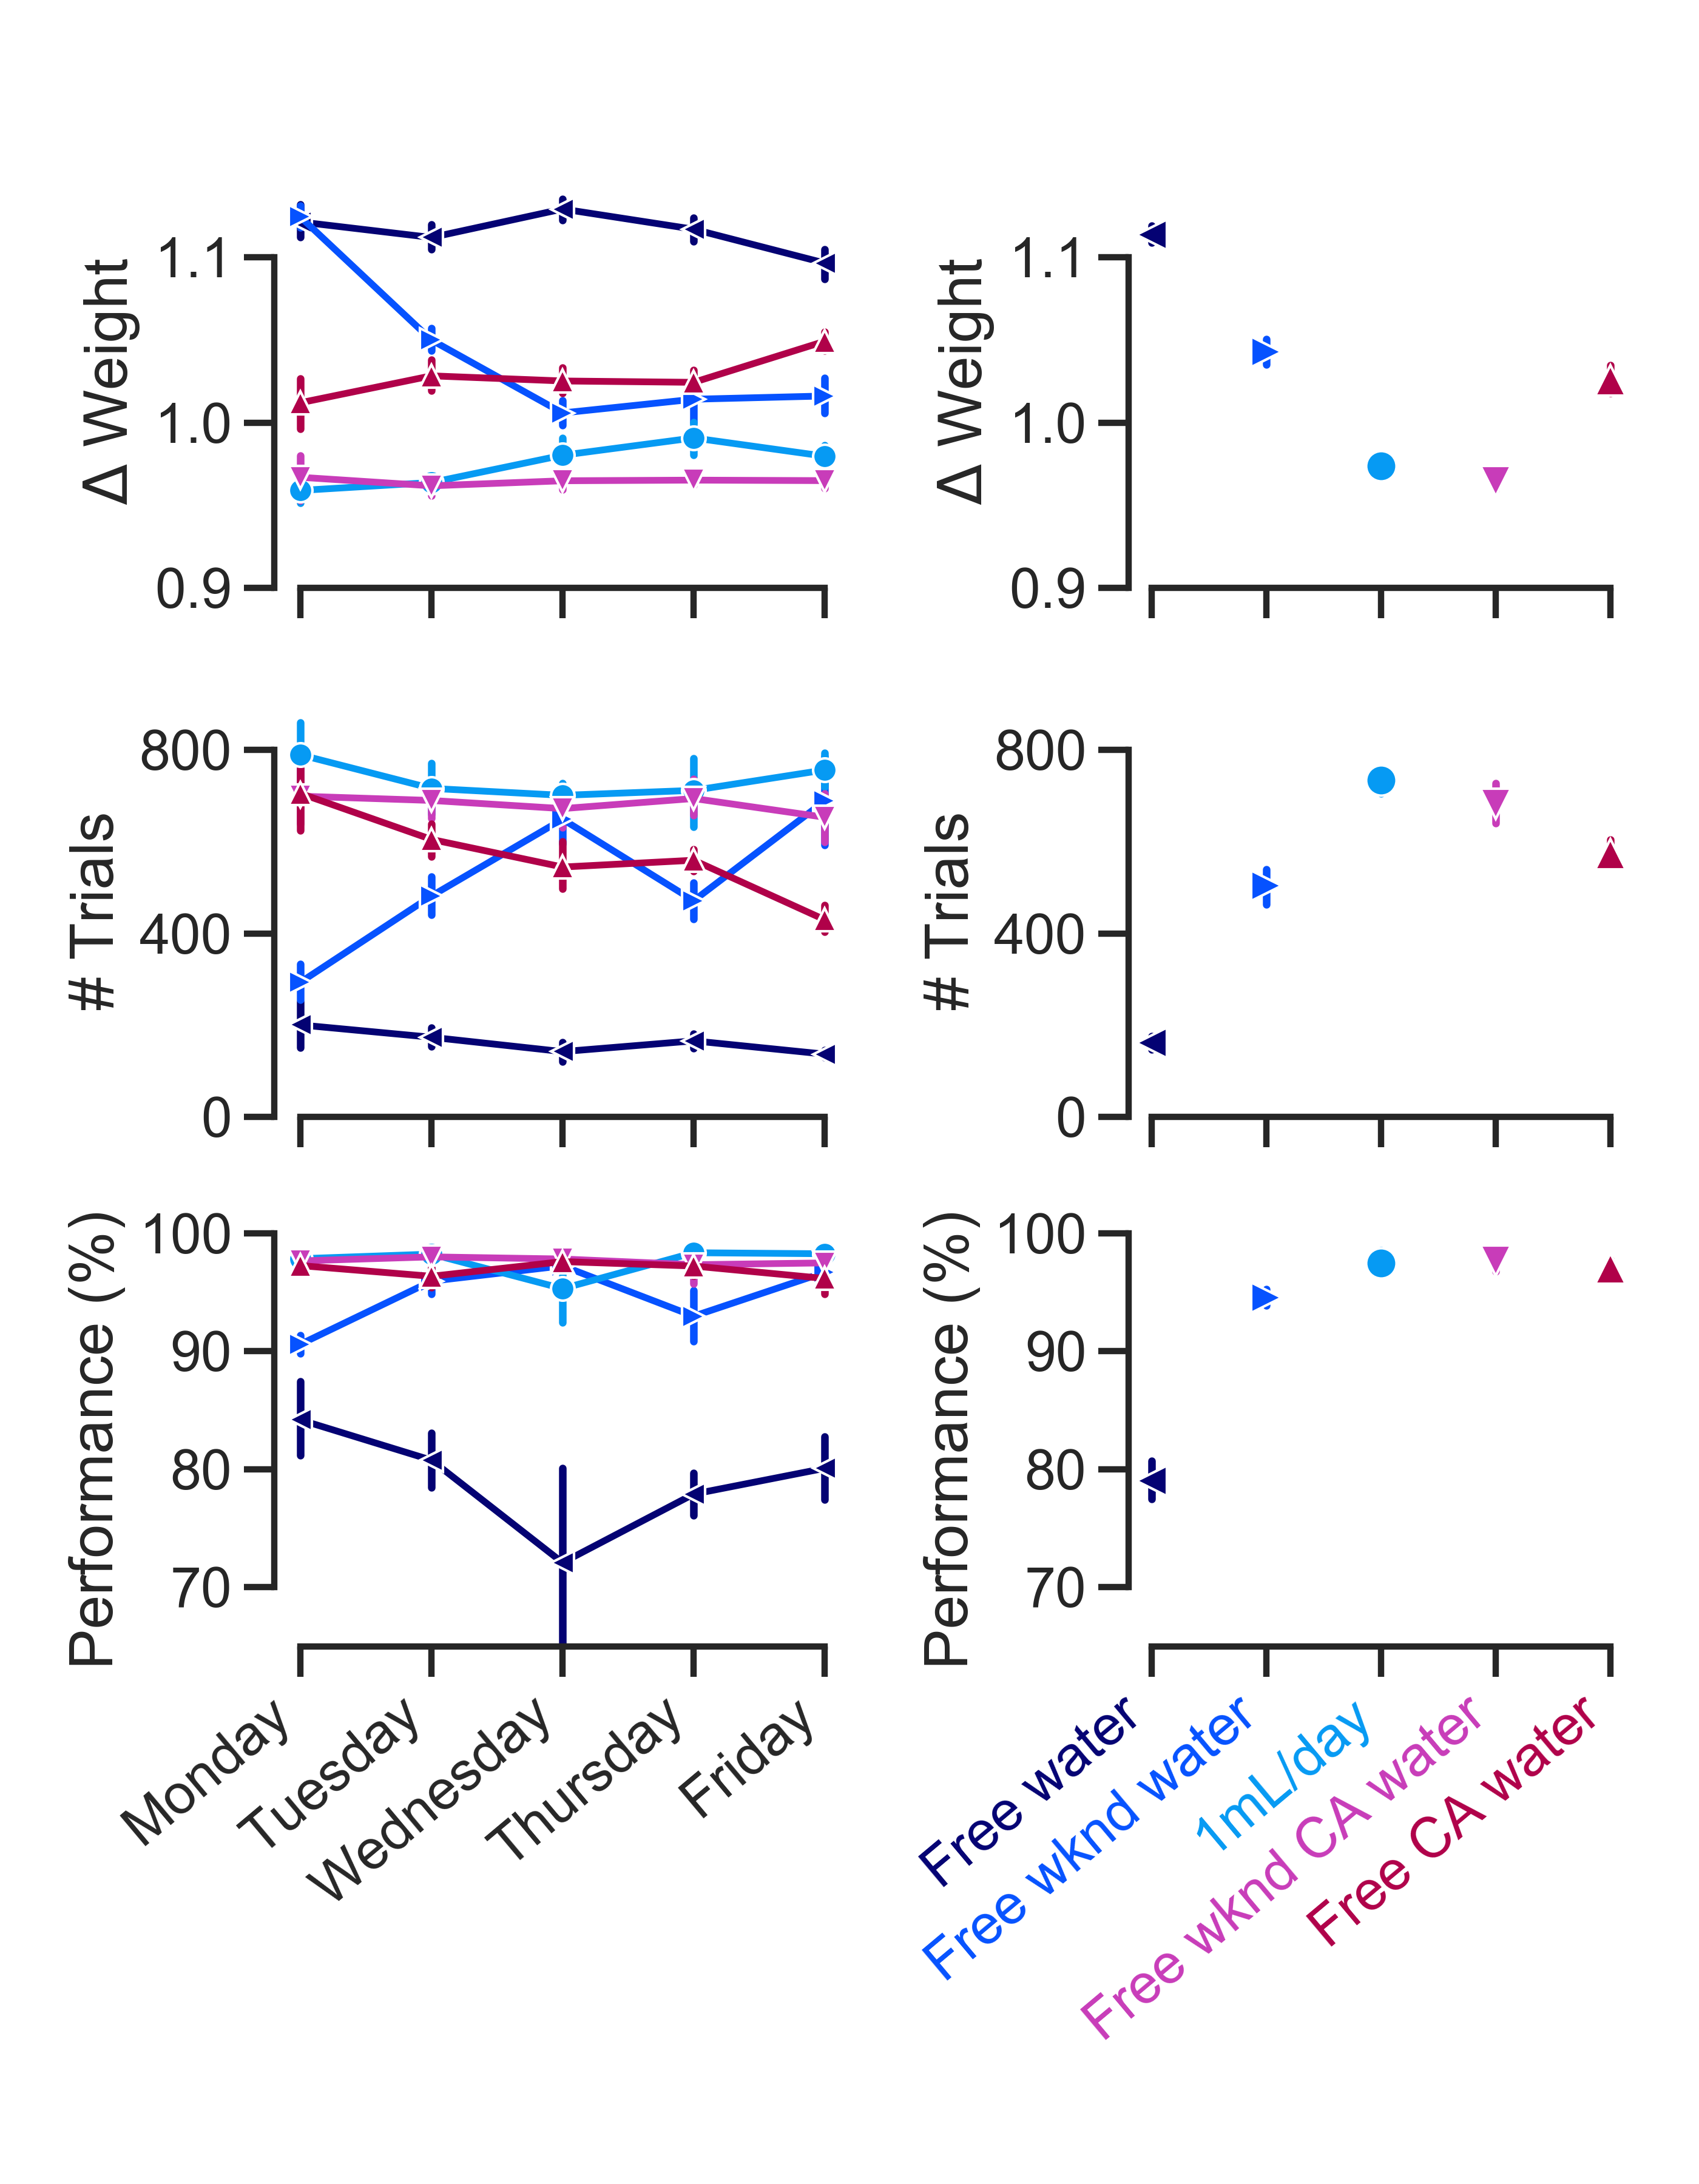 Δ Weight
1.1
1.0
0.9
Δ Weight
1.1
1.0
0.9
# Trials
800
400
0
# Trials
800
400
0
Performance (%)
100
90
80
70
Monday
Tuesday
Wednesday
Thursday
Friday
Performance (%)
100
90
80
70
Free water
Free wknd water
1mL/day
Free wknd CA water
Free CA water